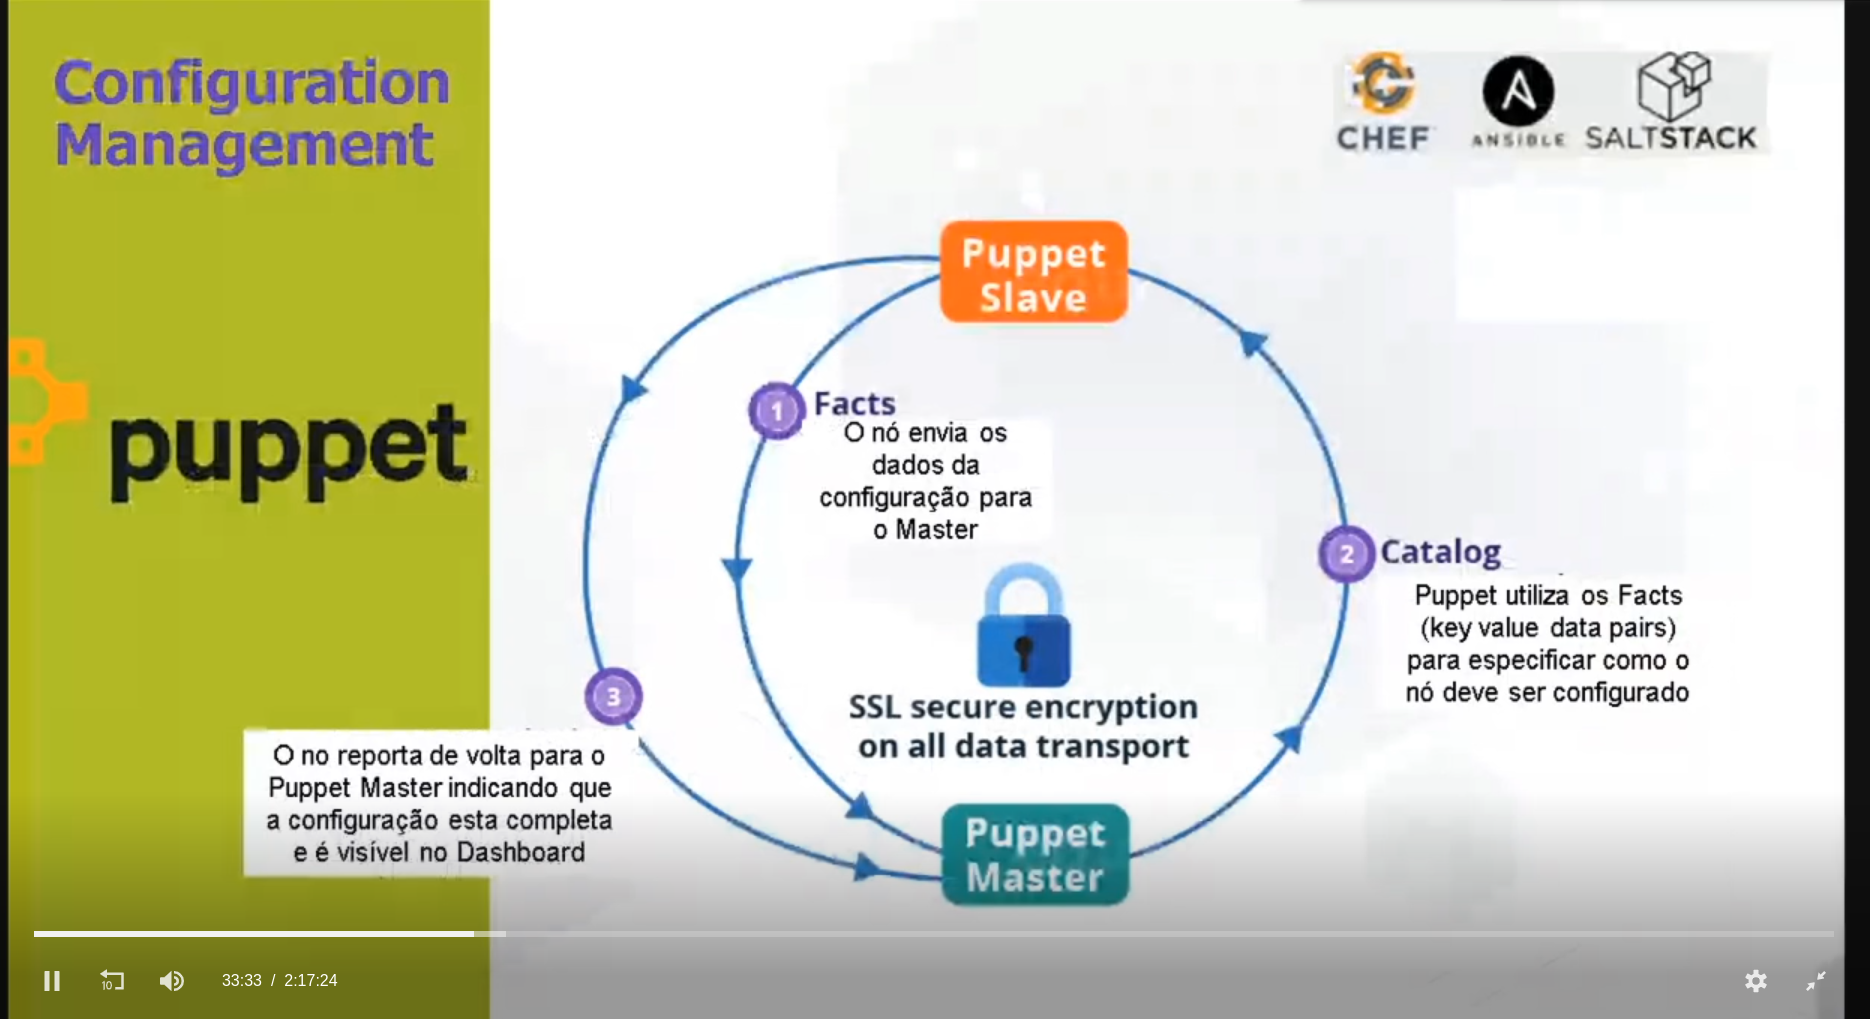 Configuration
Management
puppet
CHEF
ANSIBLE
SALTSTACK
Puppet
Slave
1
Facts
O nó envia os
dados da
configuração para
o Master
2
Catalog
Puppet utiliza os Facts
(key value data pairs)
para especificar como o
nó deve ser configurado
SSL secure encryption
on all data transport
3
O no reporta de volta para o
Puppet Master indicando que
a configuração esta completa
e é visível no Dashboard
Puppet
Master
10
33:33 / 2:17:24